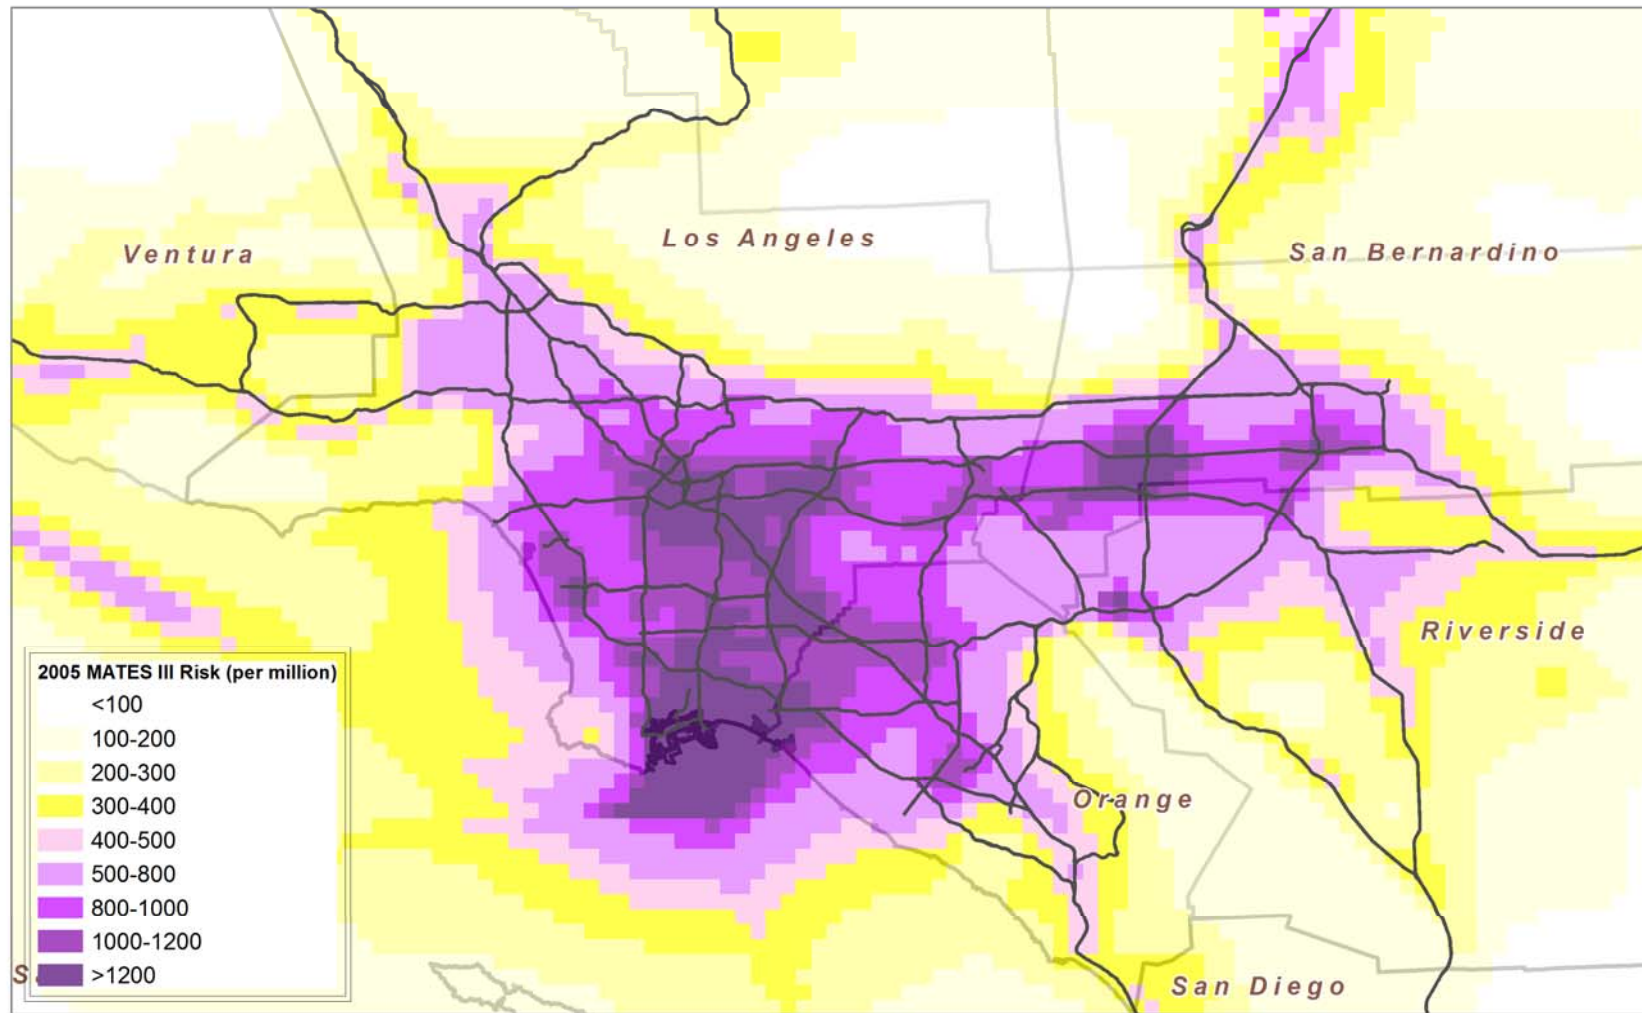 Ventura
Los Angeles
San Bernardino
Riverside
Orange
San Diego
2005 MATES III Risk (per million)
<100
100-200
200-300
300-400
400-500
500-800
800-1000
1000-1200
>1200